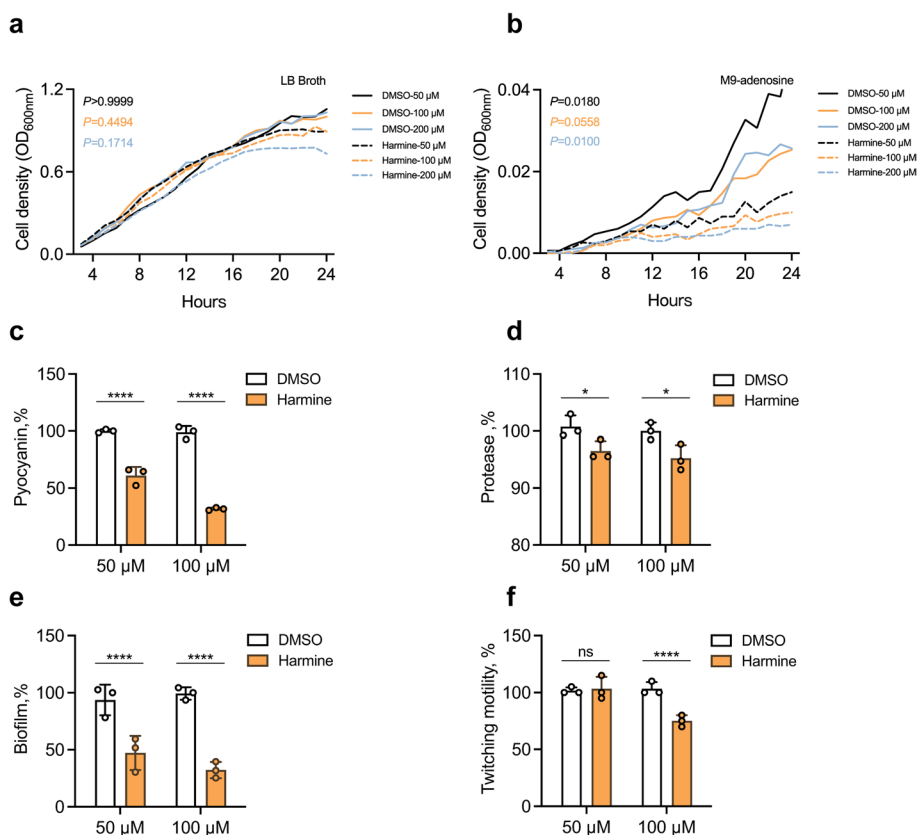 a
LB Broth
P>0.9999
P=0.4494
P=0.1714
Cell density (OD600nm)
1.2
0.6
0.0
4 8 12 16 20 24
Hours
DMSO-50 μM
DMSO-100 μM
DMSO-200 μM
Harmine-50 μM
Harmine-100 μM
Harmine-200 μM
b
M9-adenosine
P=0.0180
P=0.0558
P=0.0100
Cell density (OD600nm)
0.04
0.02
0.00
4 8 12 16 20 24
Hours
DMSO-50 μM
DMSO-100 μM
DMSO-200 μM
Harmine-50 μM
Harmine-100 μM
Harmine-200 μM
c
Pyocyanin,%
150
100
50
0
**** ****
50 μM 100 μM
DMSO
Harmine
d
Protease ,%
110
100
90
80
* *
50 μM 100 μM
DMSO
Harmine
e
Biofilm,%
150
100
50
0
**** ****
50 μM 100 μM
DMSO
Harmine
f
Twitching motility, %
150
100
50
0
ns ****
50 μM 100 μM
DMSO
Harmine